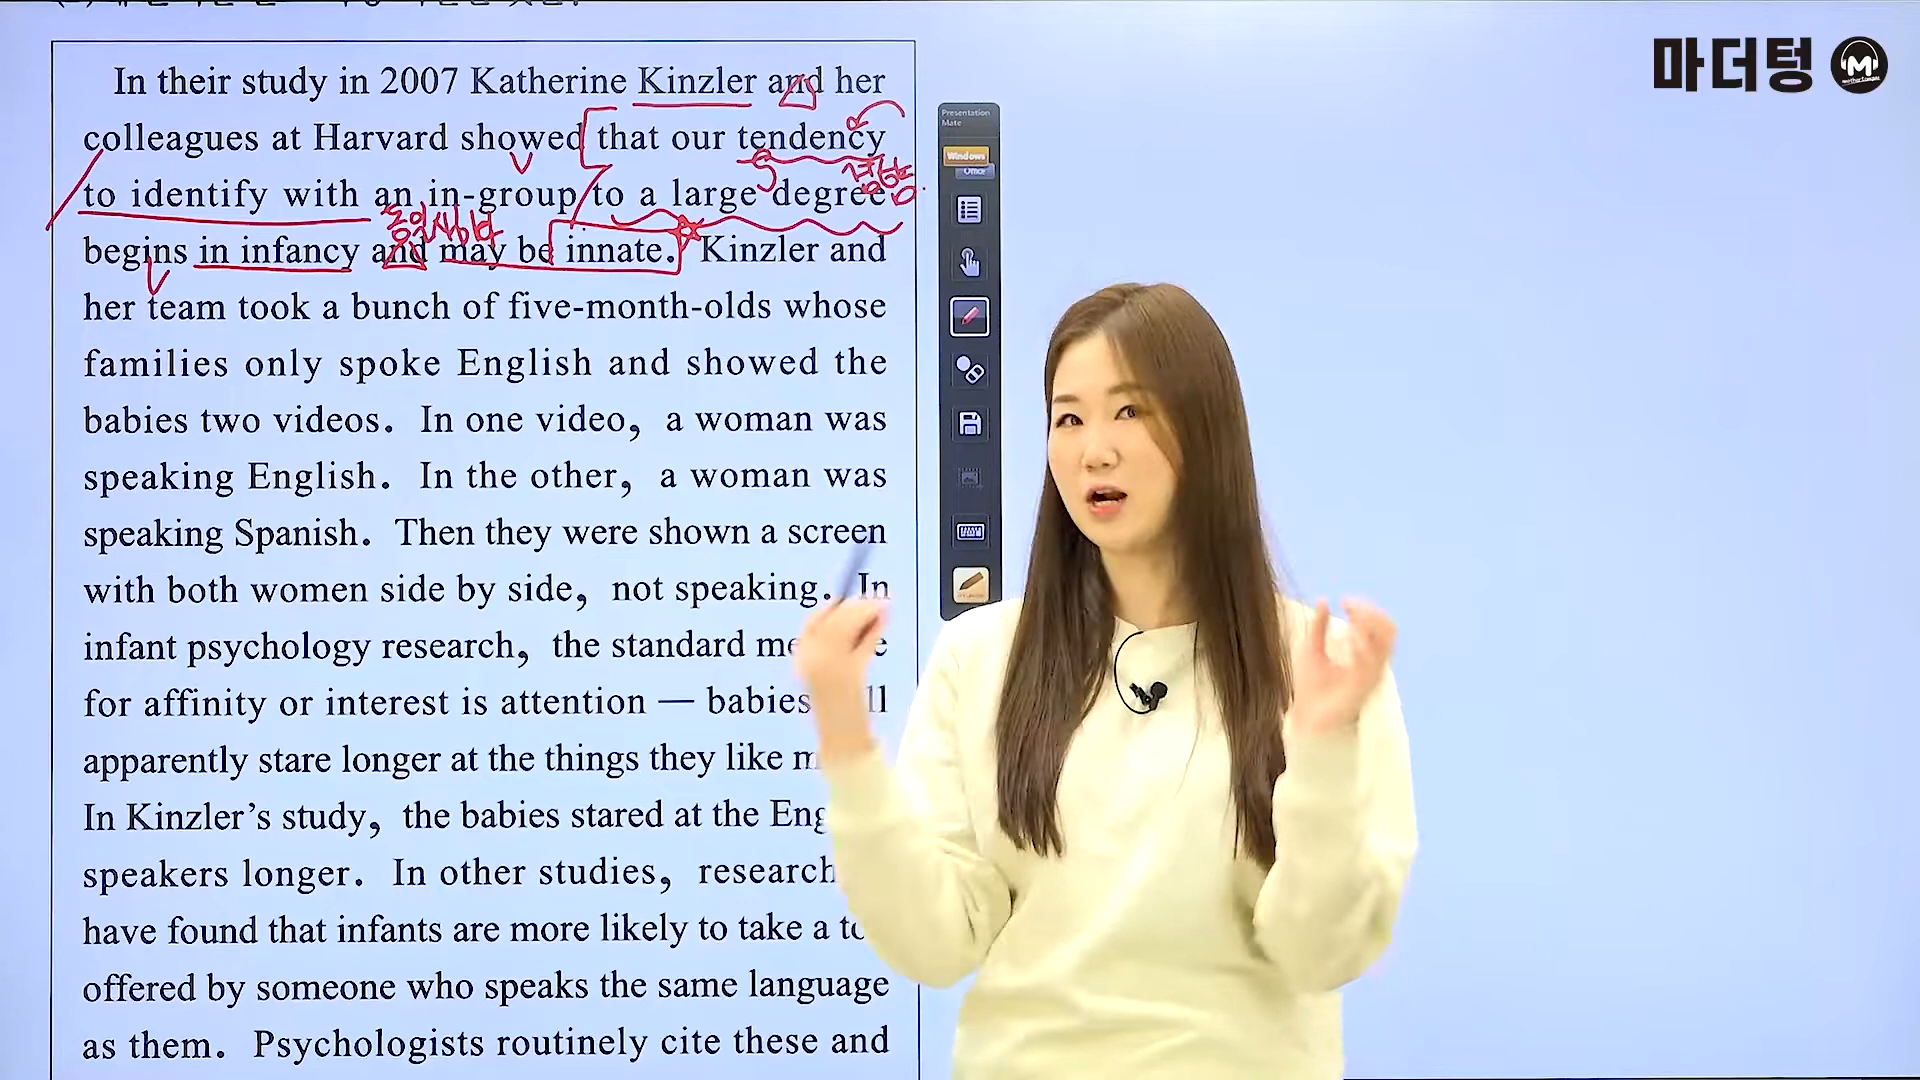 마더텅
In their study in 2007 Katherine Kinzler and her
colleagues at Harvard showed that our tendency
to identify with an in-group to a large degree
begins in infancy and may be innate. Kinzler and
her team took a bunch of five-month-olds whose
families only spoke English and showed the
babies two videos. In one video, a woman was
speaking English. In the other, a woman was
speaking Spanish. Then they were shown a screen
with both women side by side, not speaking. In
infant psychology research, the standard
for affinity or interest is attention — babies
apparently stare longer at the things they like
In Kinzler's study, the babies stared at the
speakers longer. In other studies,
have found that infants are more likely to take a
offered by someone who speaks the same language
as them. Psychologists routinely cite these and
Presentation
Mate
Windows
Office